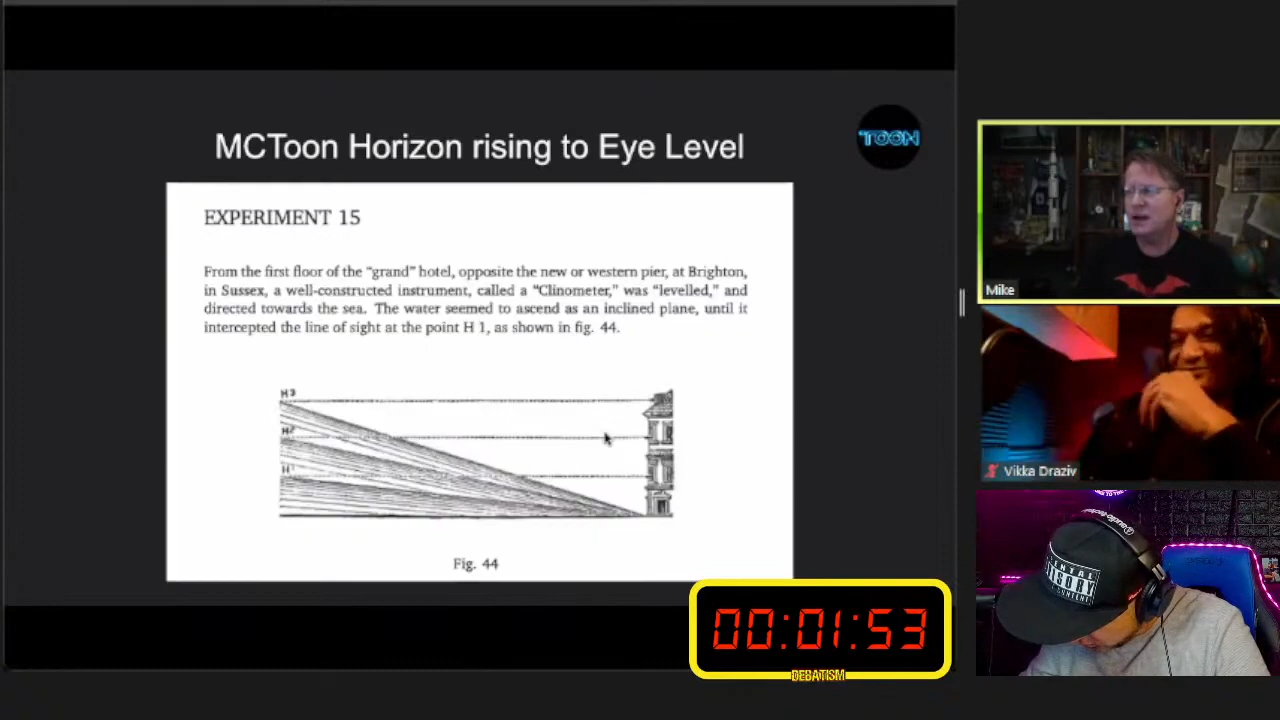 MCToon Horizon rising to Eye Level
TOON
EXPERIMENT 15
From the first floor of the “grand” hotel, opposite the new or western pier, at Brighton,
in Sussex, a well-constructed instrument, called a “Clinometer,” was “levelled,” and
directed towards the sea. The water seemed to ascend as an inclined plane, until it
intercepted the line of sight at the point H 1, as shown in fig. 44.
H3
H2
H1
Fig. 44
00:01:53
DEBATISM
Mike
Vikka Draziv